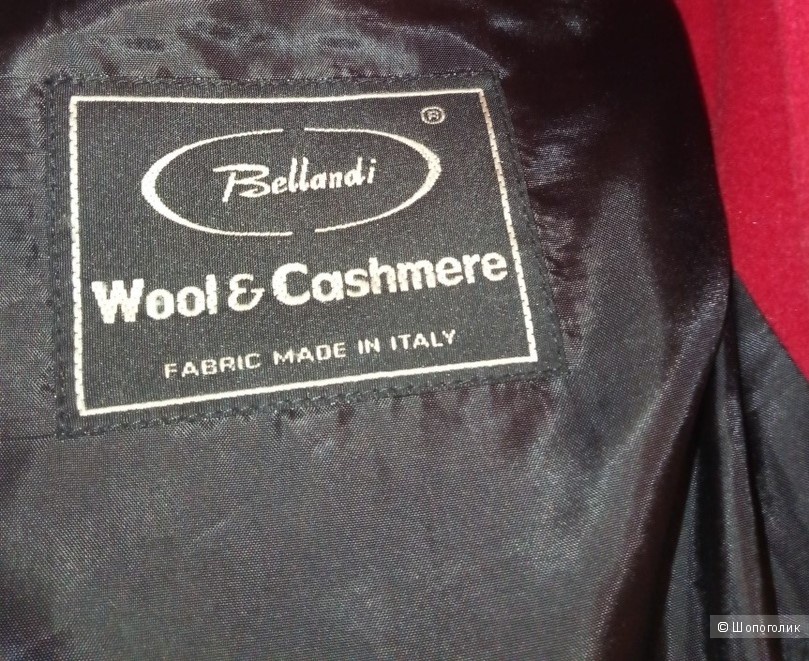 ®
Bellandi
Wool & Cashmere
FABRIC MADE IN ITALY
© Шопоголик